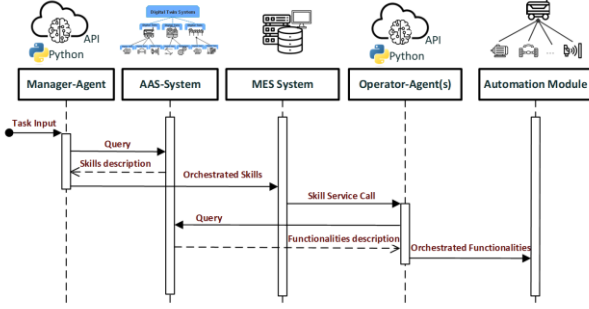 API
Python
Digital Twin System
API
Python
Manager-Agent
AAS-System
MES System
Operator-Agent(s)
Automation Module
Task Input
Query
Skills description
Orchestrated Skills
Skill Service Call
Query
Functionalities description
Orchestrated Functionalities